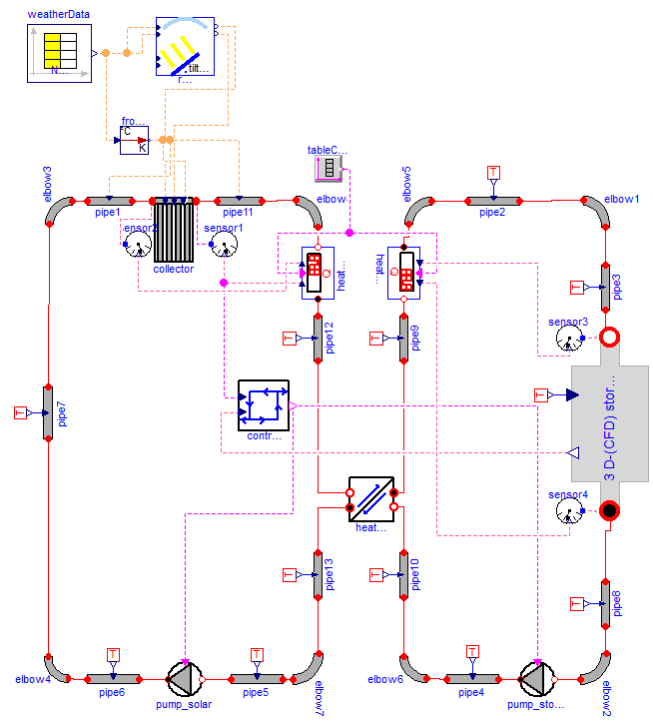 weatherData
N...
tilt...
r...
fro...
°C
K
tableC...
elbow3
pipe1
pipe11
elbow
elbow5
pipe2
elbow1
T
ensor2
sensor1
collector
heat...
Q
heat...
Q
pipe3
T
sensor3
T
pipe12
T
pipe9
T
pipe7
contr...
T
3 D-(CFD) stor...
sensor4
heat...
T
pipe13
T
pipe10
T
pipe8
elbow4
T
pipe6
pump_solar
T
pipe5
elbow7
elbow6
T
pipe4
pump_sto...
elbow2